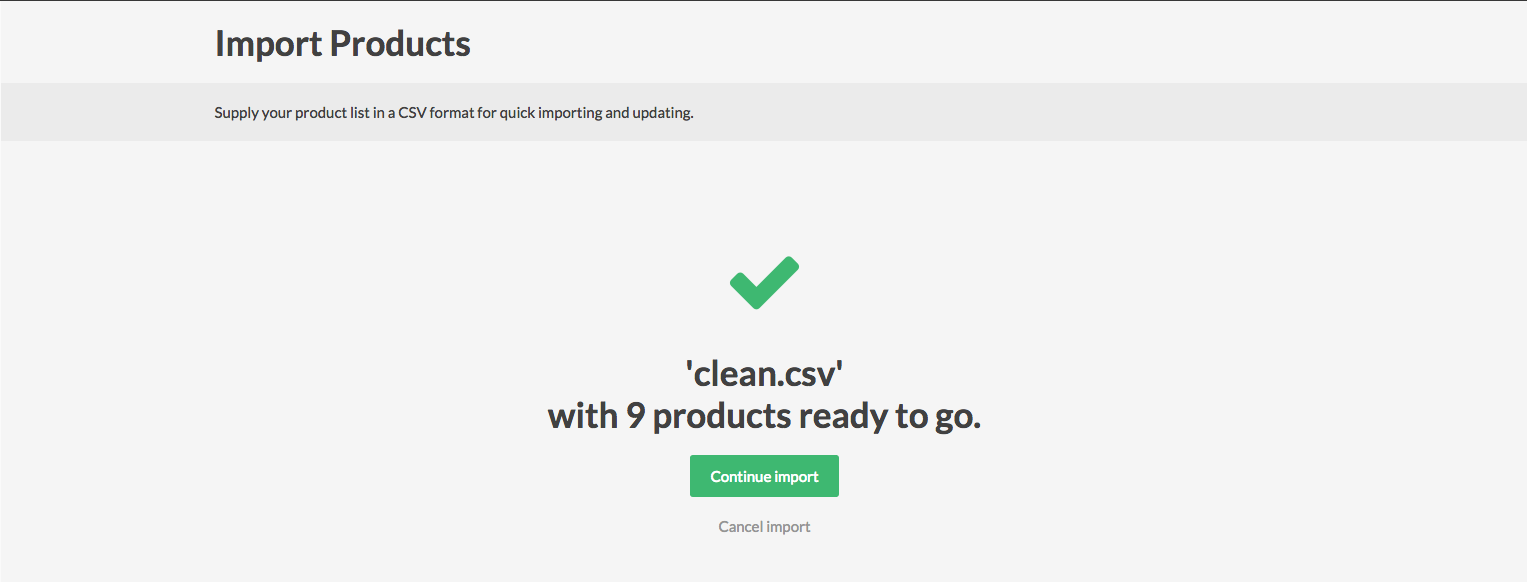 Import Products
Supply your product list in a CSV format for quick importing and updating.
'clean.csv'
with 9 products ready to go.
Continue import
Cancel import